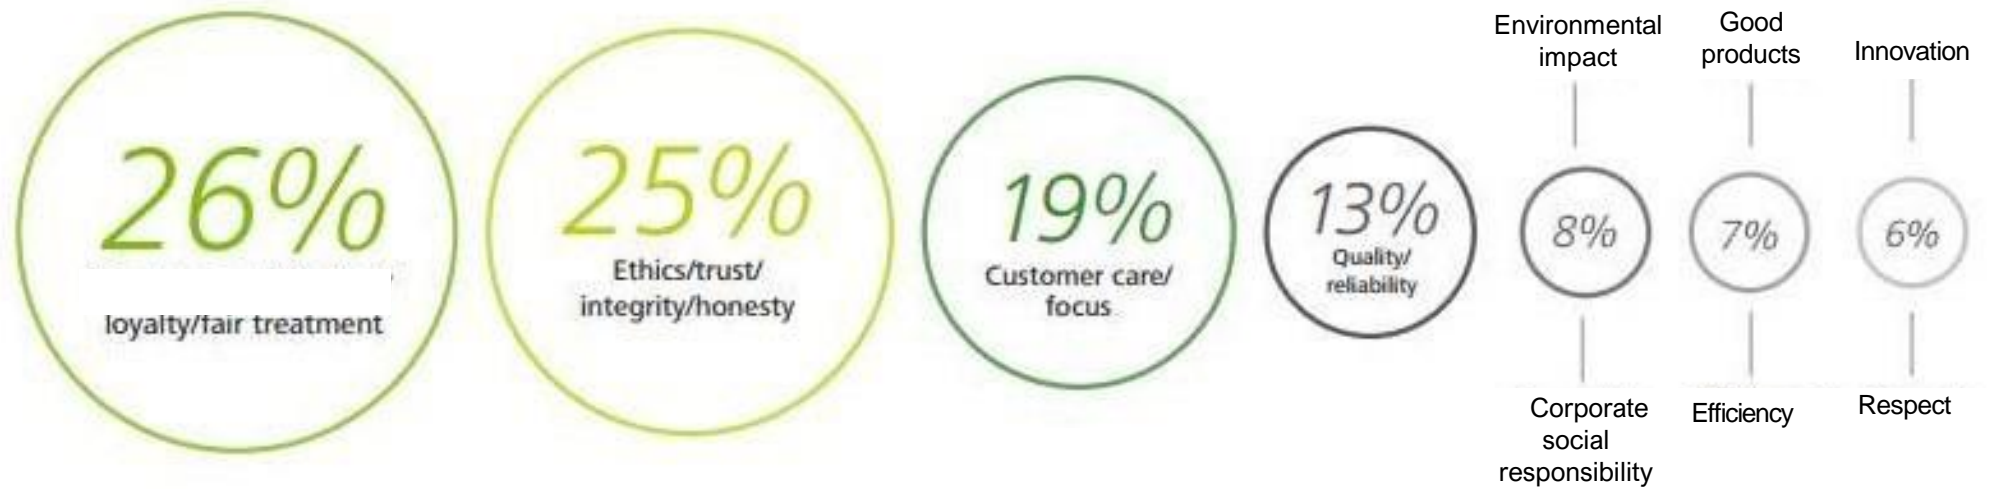 26%
loyalty/fair treatment
25%
Ethics/trust/
integrity/honesty
19%
Customer care/
focus
13%
Quality/
reliability
Environmental
impact
8%
Corporate
social
responsibility
Good
products
7%
Efficiency
Innovation
6%
Respect